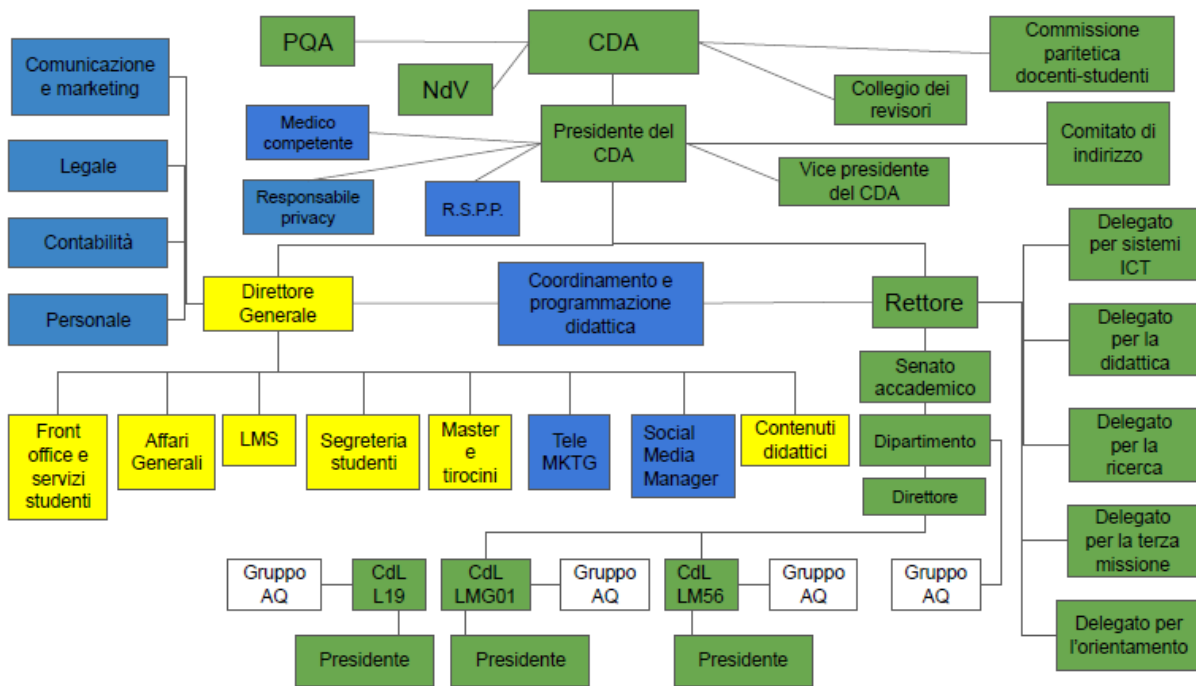 PQA
CDA
Commissione
paritetica
docenti-studenti
Comunicazione
e marketing
NdV
Collegio dei
revisori
Medico
competente
Presidente del
CDA
Comitato di
indirizzo
Legale
Vice presidente
del CDA
Responsabile
privacy
R.S.P.P.
Contabilità
Delegato
per sistemi
ICT
Personale
Direttore
Generale
Coordinamento e
programmazione
didattica
Rettore
Delegato
per la
didattica
Senato
accademico
Front
office e
servizi
studenti
Affari
Generali
LMS
Segreteria
studenti
Master
e
tirocini
Tele
MKTG
Social
Media
Manager
Contenuti
didattici
Dipartimento
Delegato
per la
ricerca
Direttore
Delegato
per la terza
missione
Gruppo
AQ
CdL
L19
CdL
LMG01
Gruppo
AQ
CdL
LM56
Gruppo
AQ
Gruppo
AQ
Delegato per
l'orientamento
Presidente
Presidente
Presidente